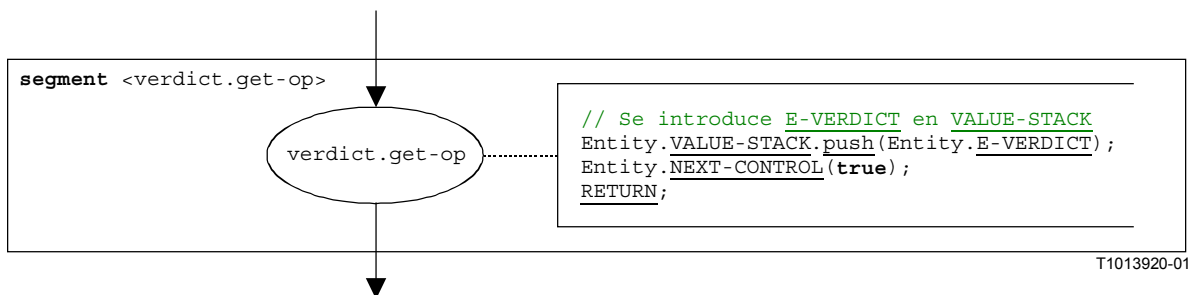 segment <verdict.get-op>
verdict.get-op
// Se introduce E-VERDICT en VALUE-STACK
Entity.VALUE-STACK.push(Entity.E-VERDICT);
Entity.NEXT-CONTROL(true);
RETURN;
T1013920-01